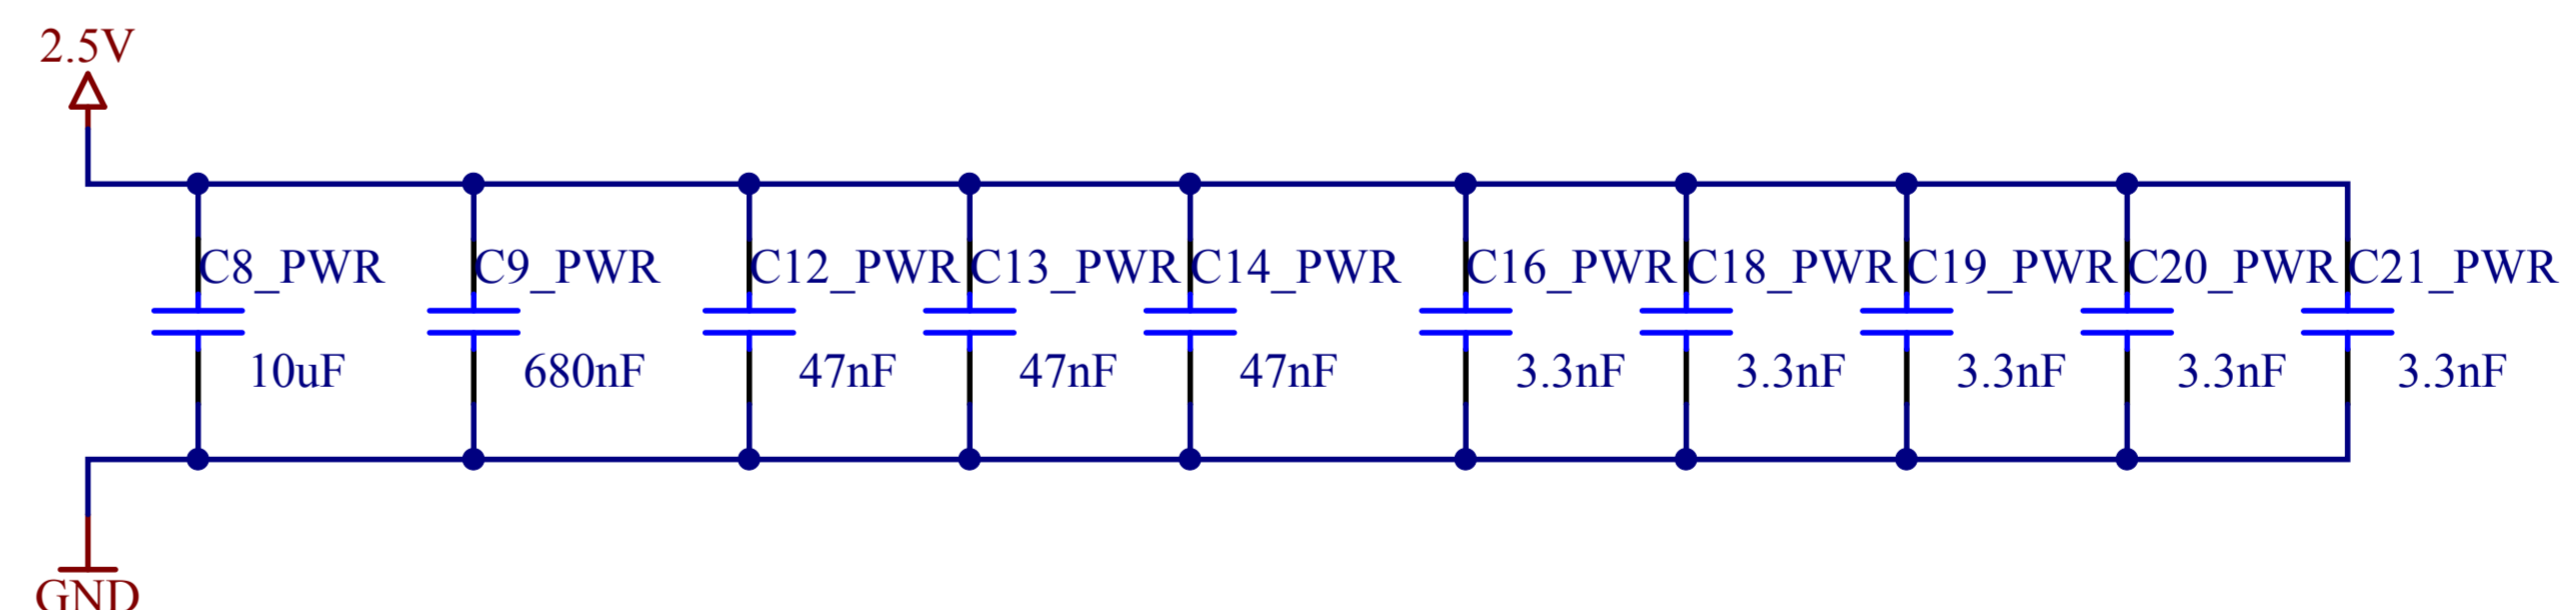 2.5V
C8_PWR C9_PWR C12_PWR C13_PWR C14_PWR C16_PWR C18_PWR C19_PWR C20_PWR C21_PWR
10uF 680nF 47nF 47nF 47nF 3.3nF 3.3nF 3.3nF 3.3nF 3.3nF
GND